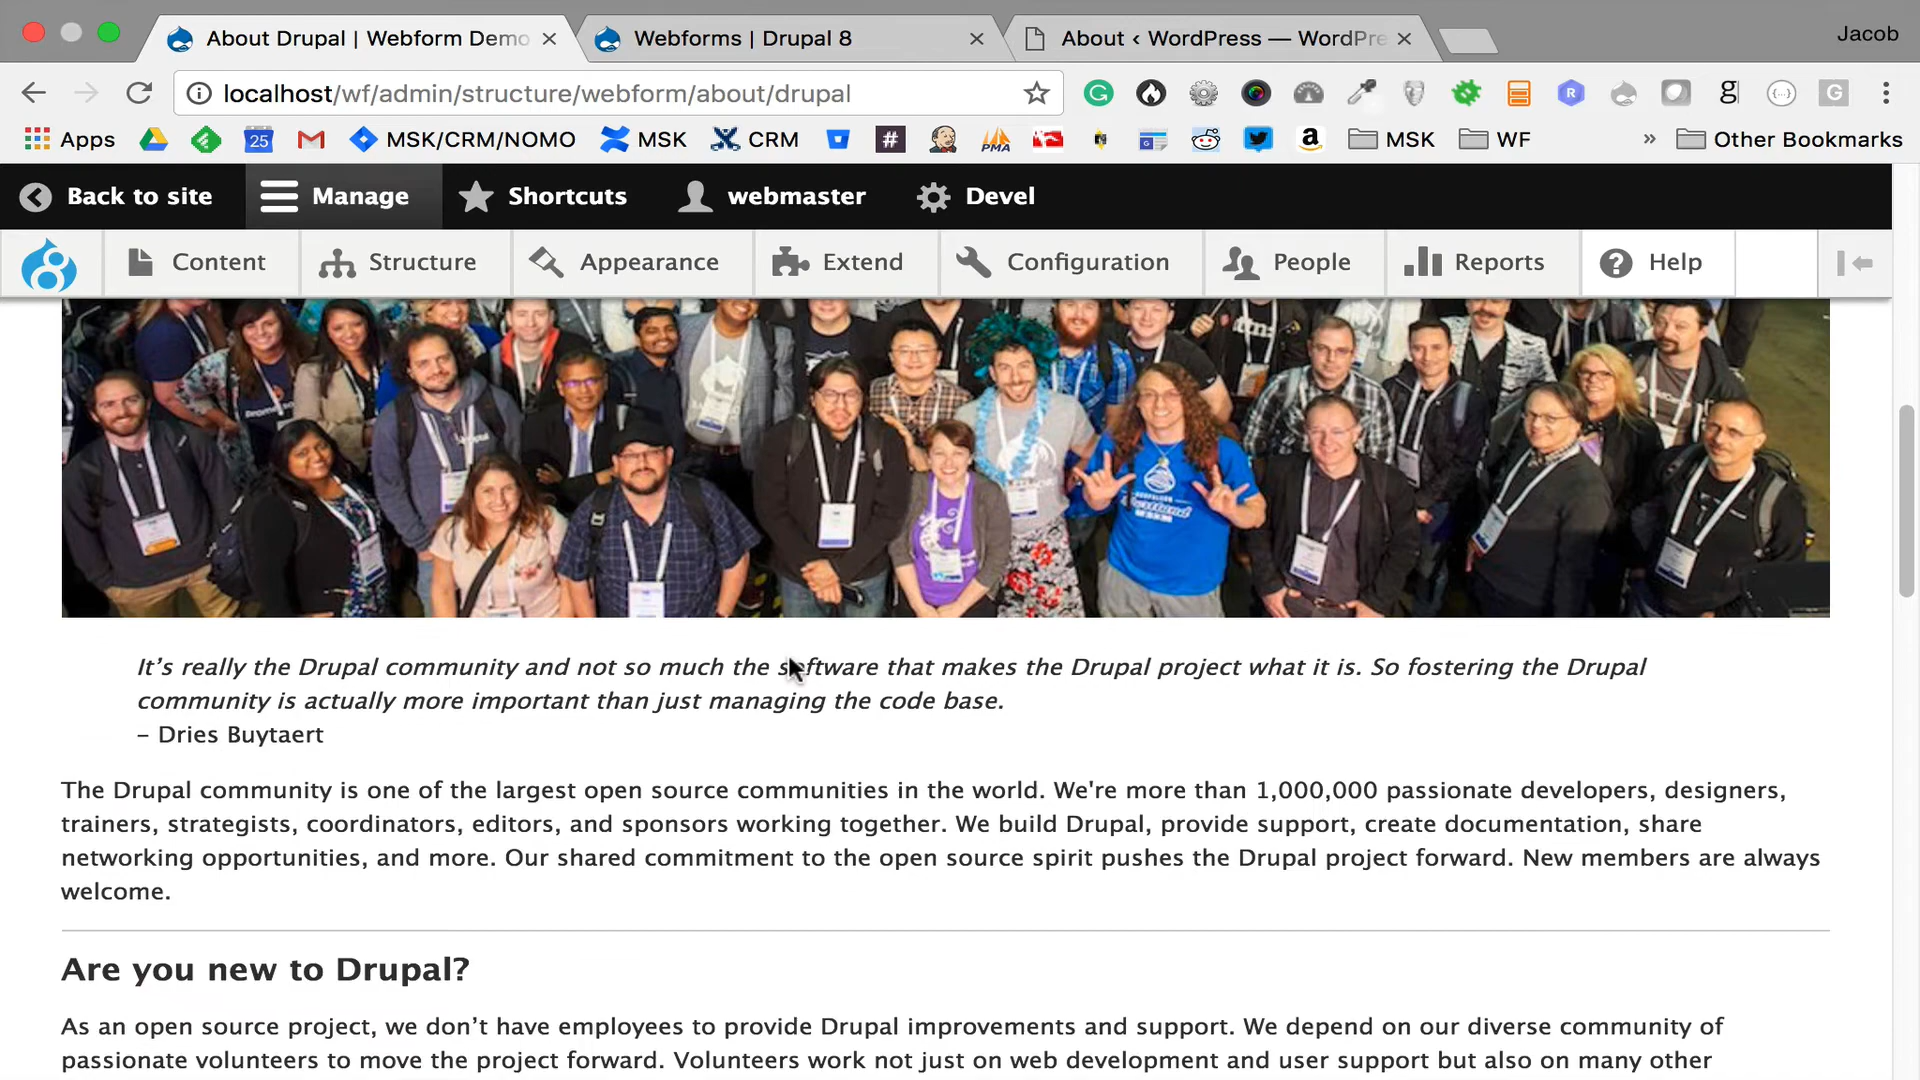 About Drupal | Webform Demo
Webforms | Drupal 8
About ‹ WordPress — WordPre
Jacob
localhost/wf/admin/structure/webform/about/drupal
Apps
25
MSK/CRM/NOMO
MSK
CRM
PMA
MSK
WF
» Other Bookmarks
Back to site
Manage
Shortcuts
webmaster
Devel
Content
Structure
Appearance
Extend
Configuration
People
Reports
Help
It’s really the Drupal community and not so much the software that makes the Drupal project what it is. So fostering the Drupal
community is actually more important than just managing the code base.
– Dries Buytaert
The Drupal community is one of the largest open source communities in the world. We're more than 1,000,000 passionate developers, designers,
trainers, strategists, coordinators, editors, and sponsors working together. We build Drupal, provide support, create documentation, share
networking opportunities, and more. Our shared commitment to the open source spirit pushes the Drupal project forward. New members are always
welcome.
Are you new to Drupal?
As an open source project, we don’t have employees to provide Drupal improvements and support. We depend on our diverse community of
passionate volunteers to move the project forward. Volunteers work not just on web development and user support but also on many other